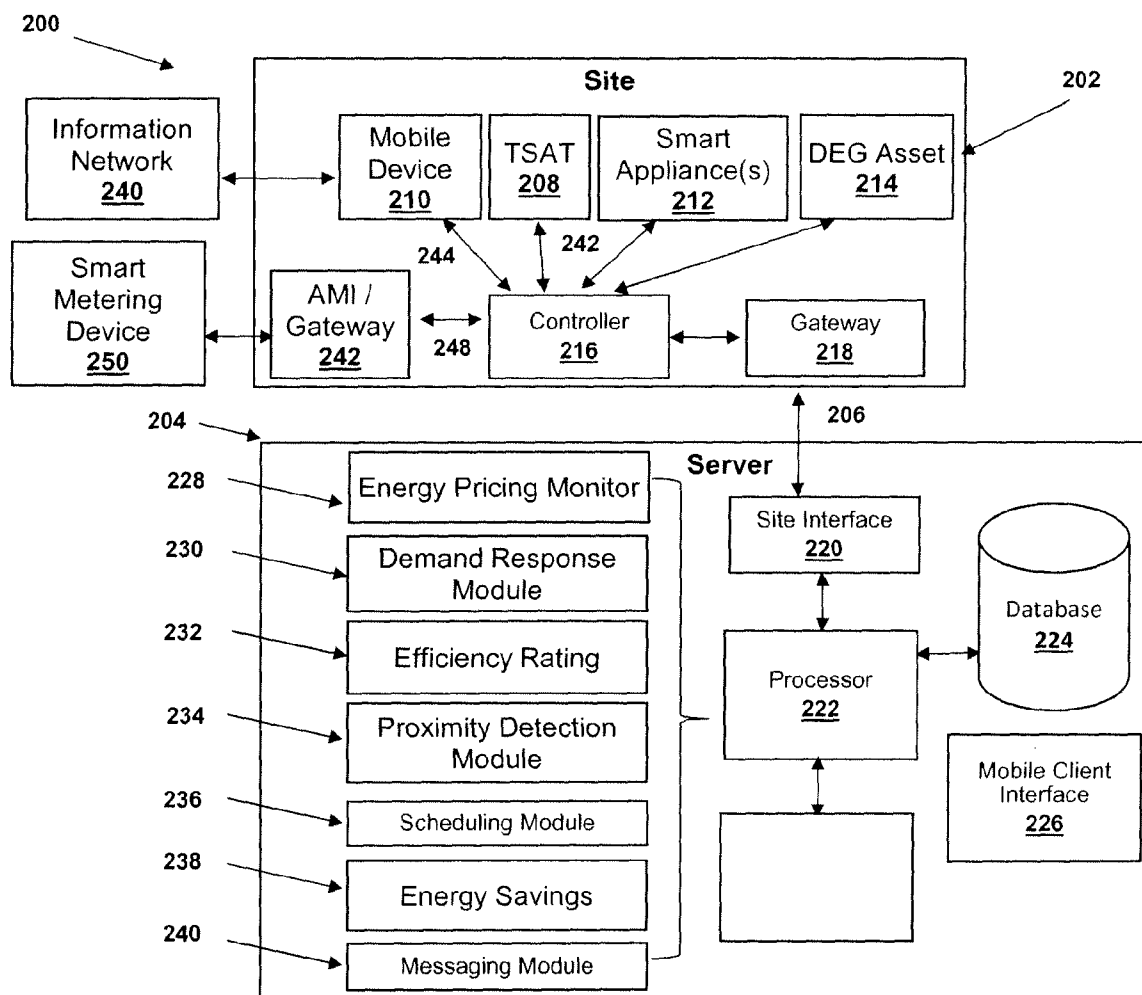 200
Site
202
Information
Network
240
Mobile
Device
210
TSAT
208
Smart
Appliance(s)
212
DEG Asset
214
244
242
Smart
Metering
Device
250
AMI /
Gateway
242
248
Controller
216
Gateway
218
204
206
Server
228
Energy Pricing Monitor
230
Demand Response
Module
232
Efficiency Rating
234
Proximity Detection
Module
236
Scheduling Module
238
Energy Savings
240
Messaging Module
Site Interface
220
Processor
222
Database
224
Mobile Client
Interface
226